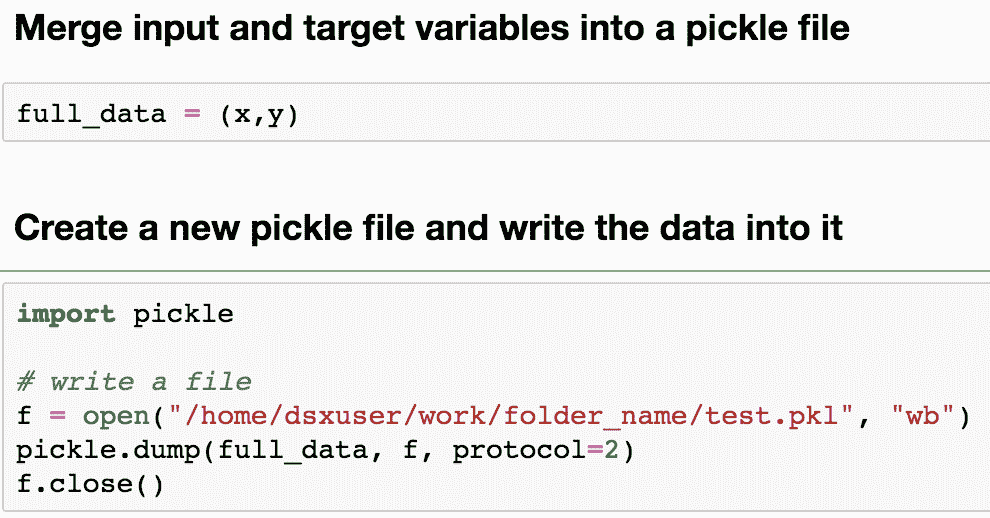 Merge input and target variables into a pickle file
full_data = (x,y)
Create a new pickle file and write the data into it
import pickle
# write a file
f = open("/home/dsxuser/work/folder_name/test.pkl", "wb")
pickle.dump(full_data, f, protocol=2)
f.close()